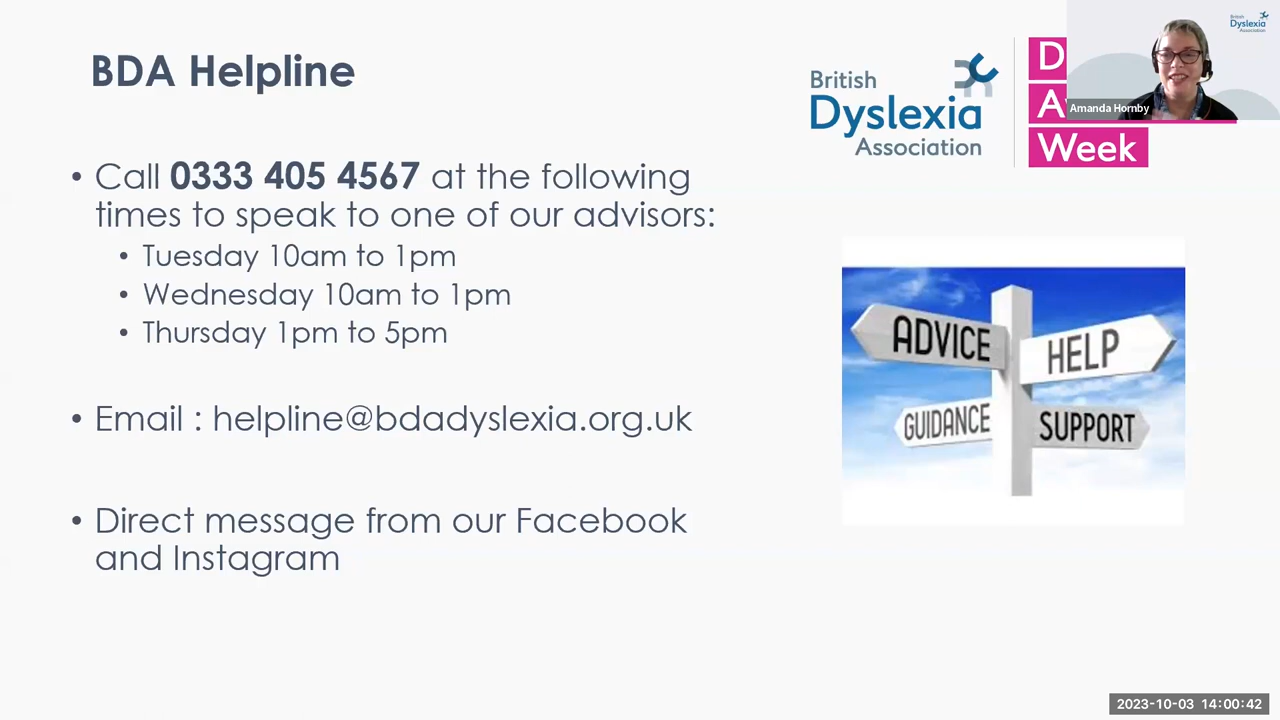 BDA Helpline
British
Dyslexia
Association
D
A
Week
British
Dyslexia
Association
Amanda Hornby
• Call 0333 405 4567 at the following
times to speak to one of our advisors:
• Tuesday 10am to 1pm
• Wednesday 10am to 1pm
• Thursday 1pm to 5pm
• Email : helpline@bdadyslexia.org.uk
• Direct message from our Facebook
and Instagram
ADVICE
HELP
GUIDANCE
SUPPORT
2023-10-03 14:00:42